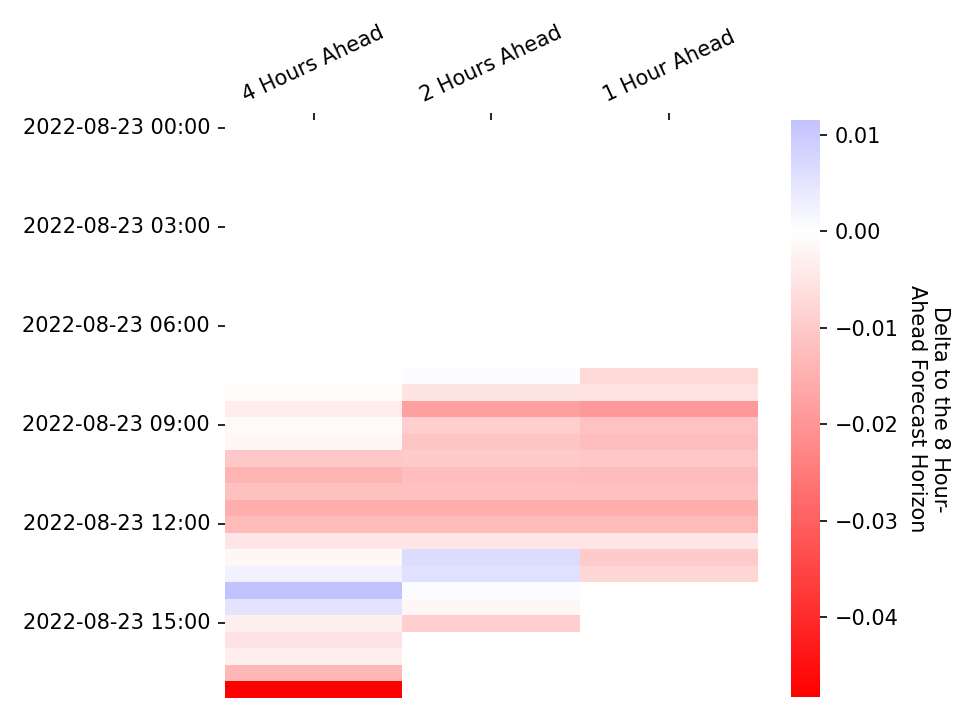 4 Hours Ahead
2 Hours Ahead
1 Hour Ahead
2022-08-23 00:00
2022-08-23 03:00
2022-08-23 06:00
2022-08-23 09:00
2022-08-23 12:00
2022-08-23 15:00
0.01
0.00
−0.01
−0.02
−0.03
−0.04
Delta to the 8 Hour-
Ahead Forecast Horizon